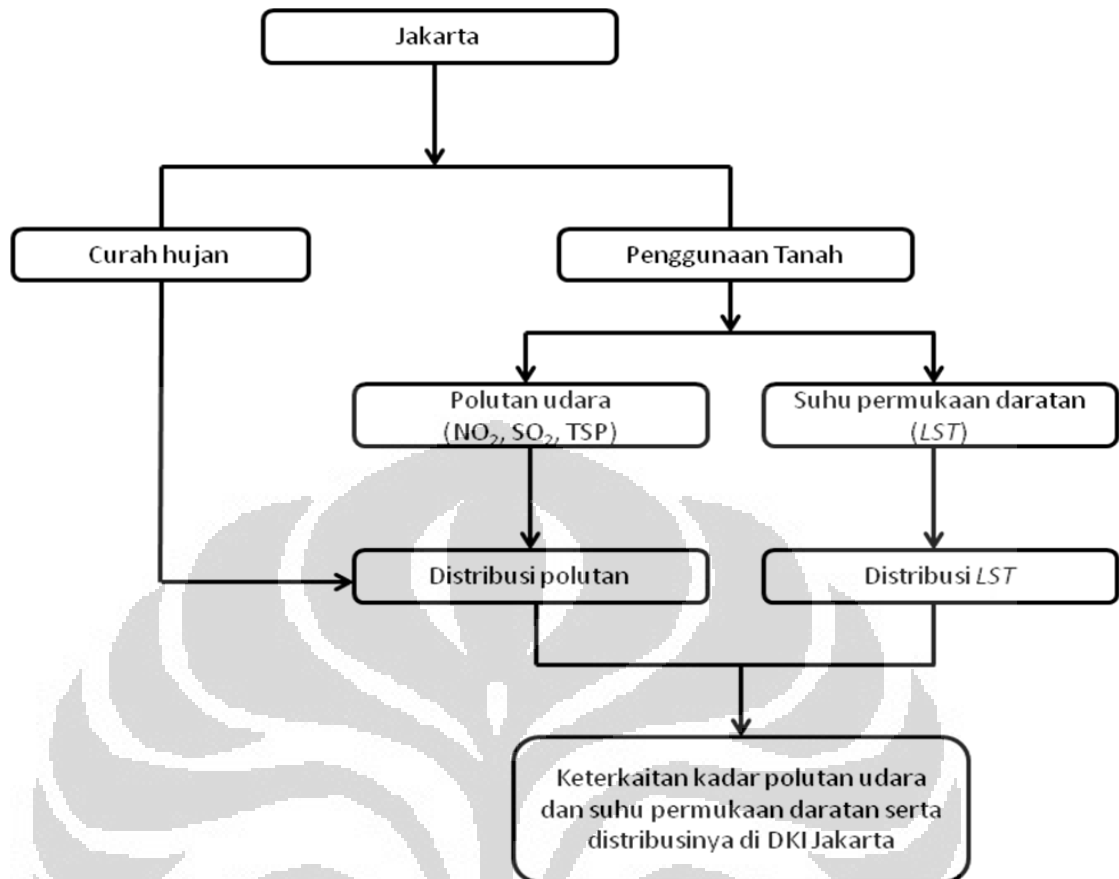 Jakarta
Curah hujan
Penggunaan Tanah
Polutan udara
(NO₂, SO₂, TSP)
Suhu permukaan daratan
(LST)
Distribusi polutan
Distribusi LST
Keterkaitan kadar polutan udara
dan suhu permukaan daratan serta
distribusinya di DKI Jakarta